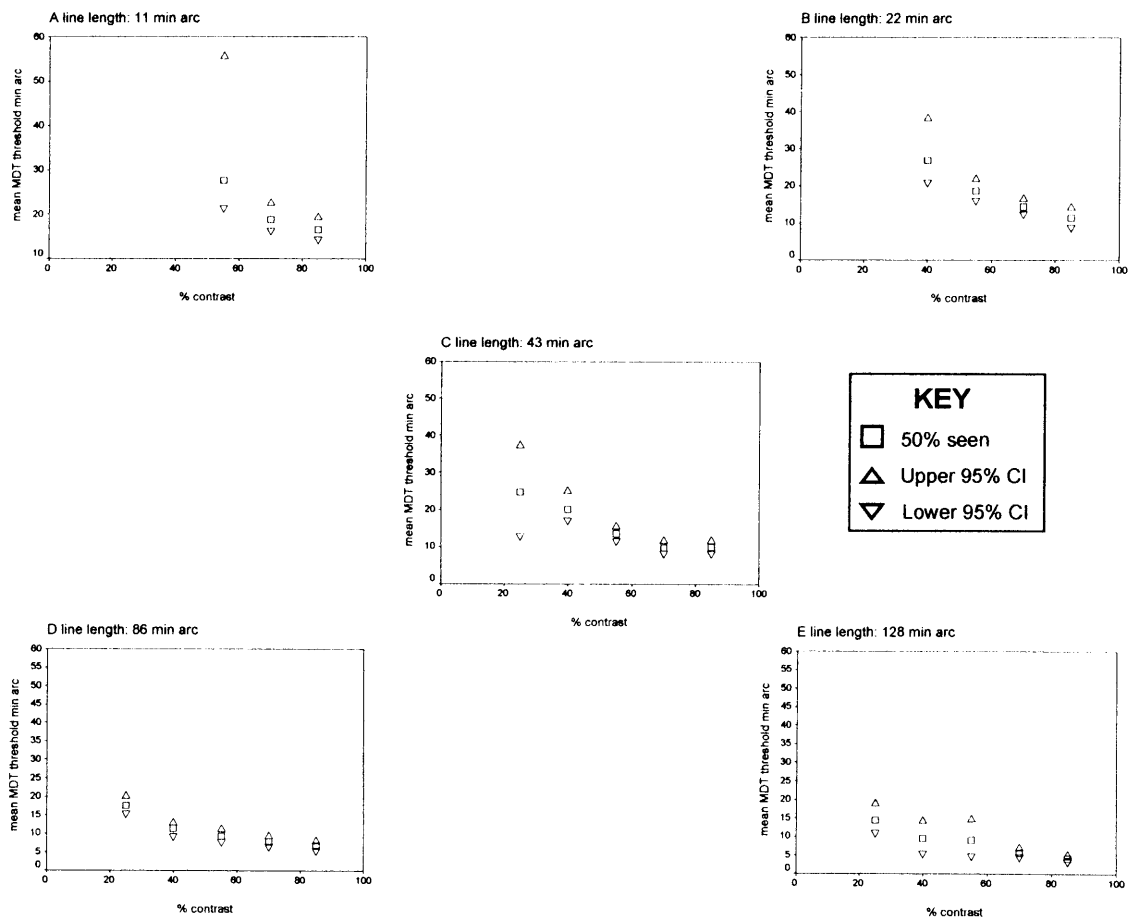 A line length: 11 min arc
60
50
40
30
20
10
0 20 40 60 80 100
mean MDT threshold min arc
% contrast
B line length: 22 min arc
60
50
40
30
20
10
0
0 20 40 60 80 100
mean MDT threshold min arc
% contrast
C line length: 43 min arc
60
50
40
30
20
10
0
0 20 40 60 80 100
mean MDT threshold min arc
% contrast
KEY
50% seen
Upper 95% CI
Lower 95% CI
D line length: 86 min arc
60
55
50
45
40
35
30
25
20
15
10
5
0
0 20 40 60 80 100
mean MDT threshold min arc
% contrast
E line length: 128 min arc
60
55
50
45
40
35
30
25
20
15
10
5
0
0 20 40 60 80 100
mean MDT threshold min arc
% contrast